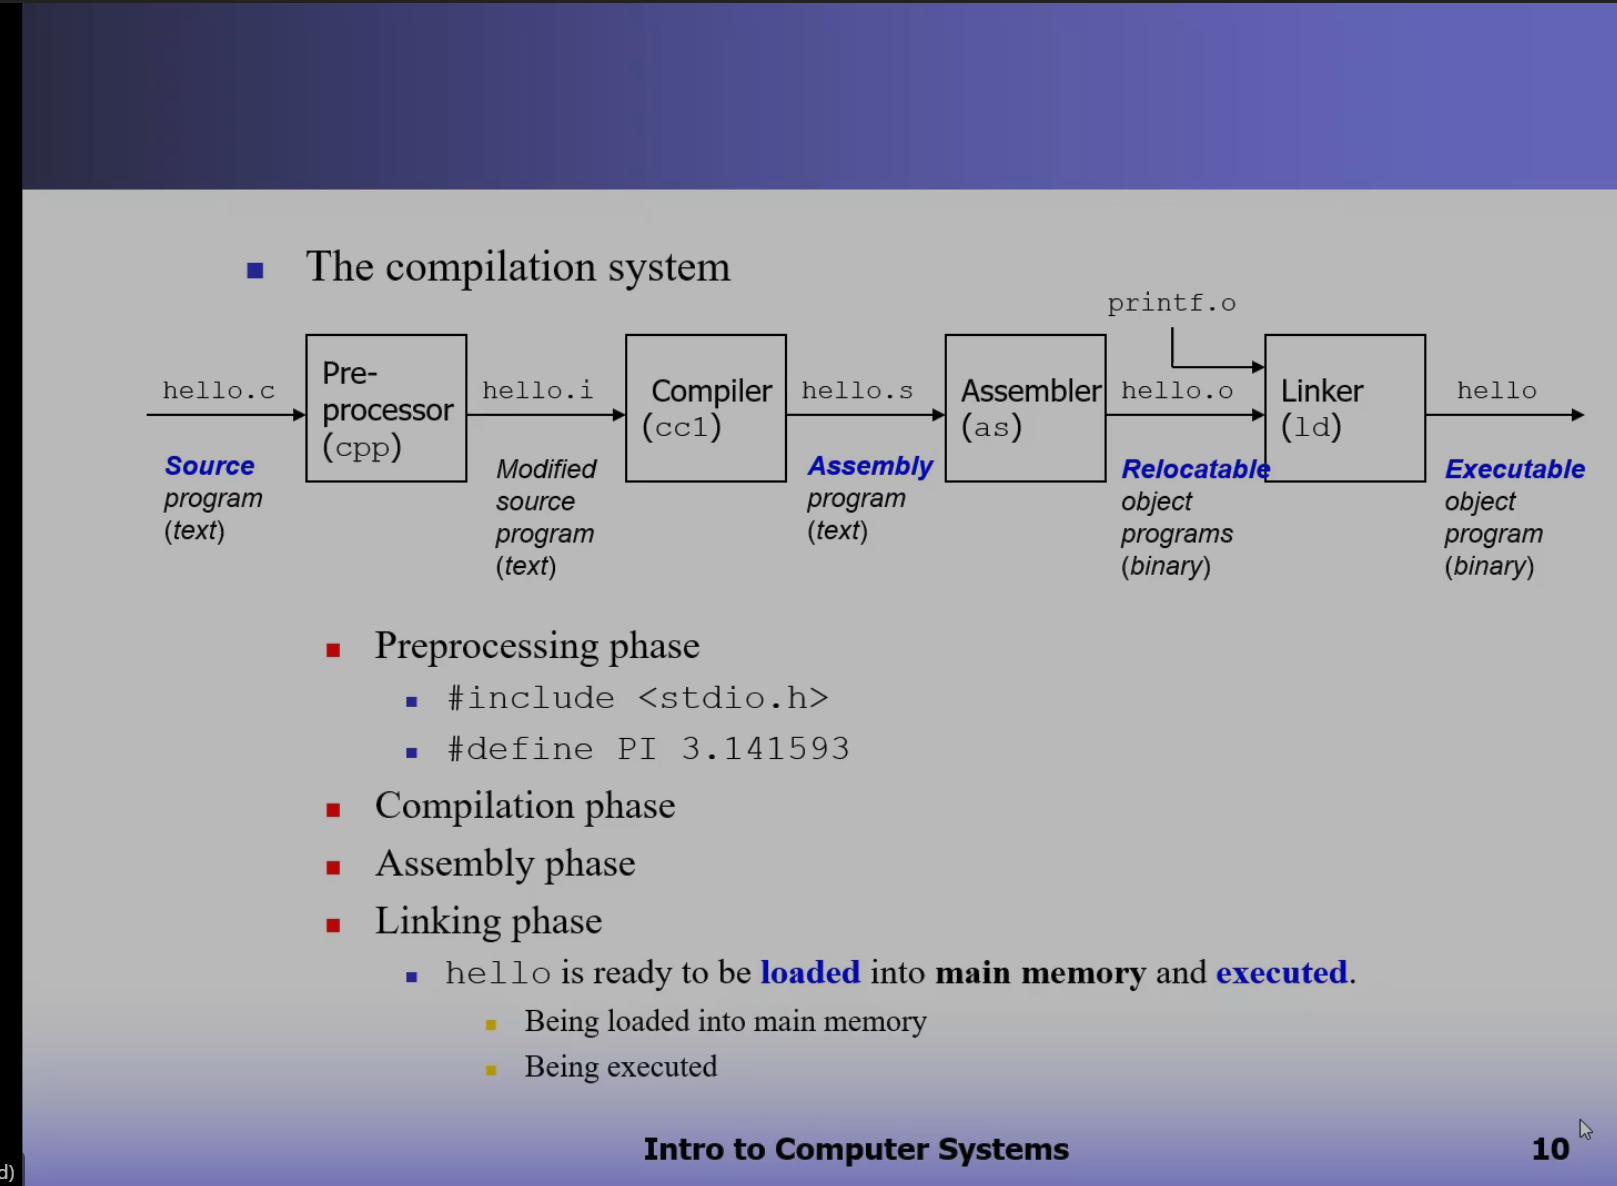 The compilation system
printf.o
hello.c
Pre-
processor
(cpp)
hello.i
Compiler
(cc1)
hello.s
Assembler
(as)
hello.o
Linker
(ld)
hello
Source
program
(text)
Modified
source
program
(text)
Assembly
program
(text)
Relocatable
object
programs
(binary)
Executable
object
program
(binary)
Preprocessing phase
#include <stdio.h>
#define PI 3.141593
Compilation phase
Assembly phase
Linking phase
hello is ready to be loaded into main memory and executed.
Being loaded into main memory
Being executed
Intro to Computer Systems
10
d)